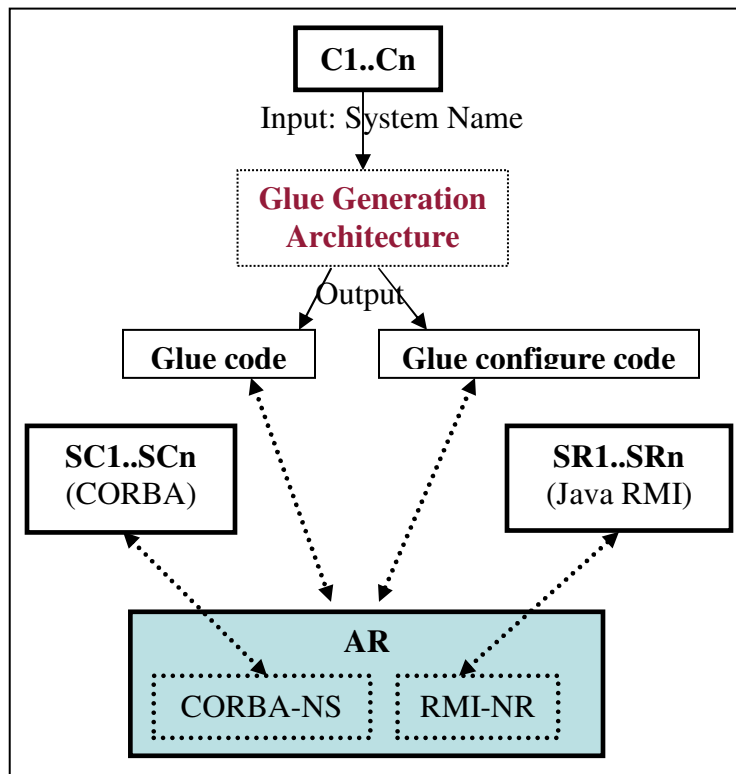 C1..Cn
Input: System Name
Glue Generation
Architecture
Output
Glue code
Glue configure code
SC1..SCn
(CORBA)
SR1..SRn
(Java RMI)
AR
CORBA-NS
RMI-NR